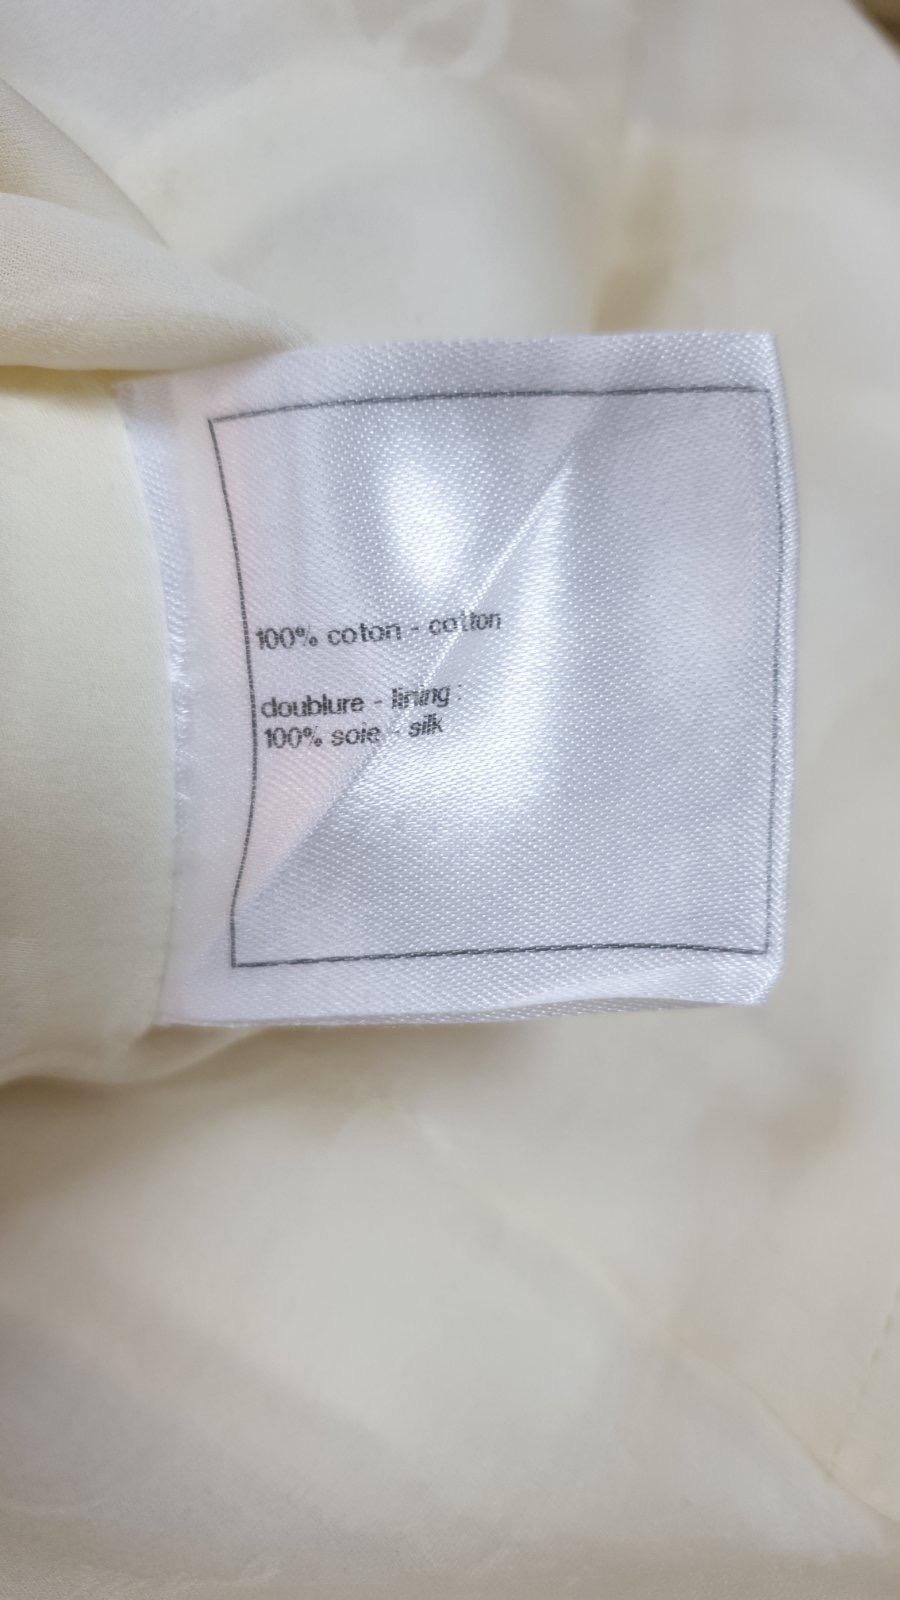 100% coton - cotton
doublure - lining :
100% soie - silk